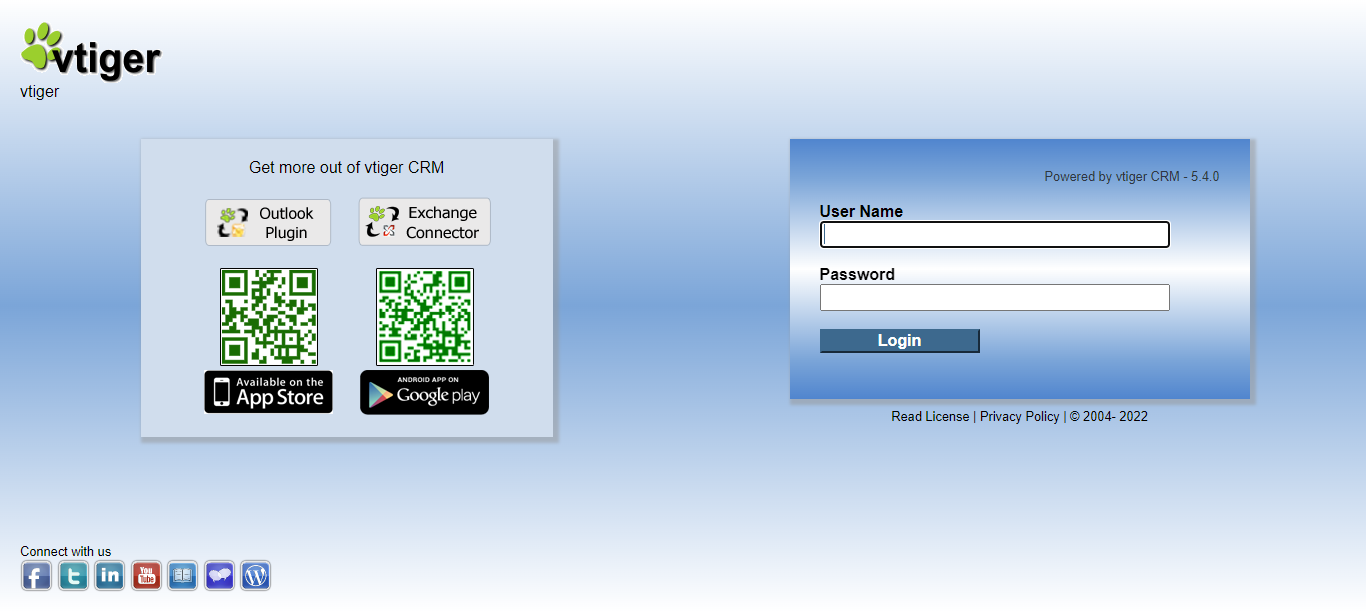 vtiger
vtiger
Get more out of vtiger CRM
Outlook
Plugin
Exchange
Connector
Available on the
App Store
ANDROID APP ON
Google play
Powered by vtiger CRM - 5.4.0
User Name
Password
Login
Read License | Privacy Policy | © 2004- 2022
Connect with us
f
t
in
You
Tube
W